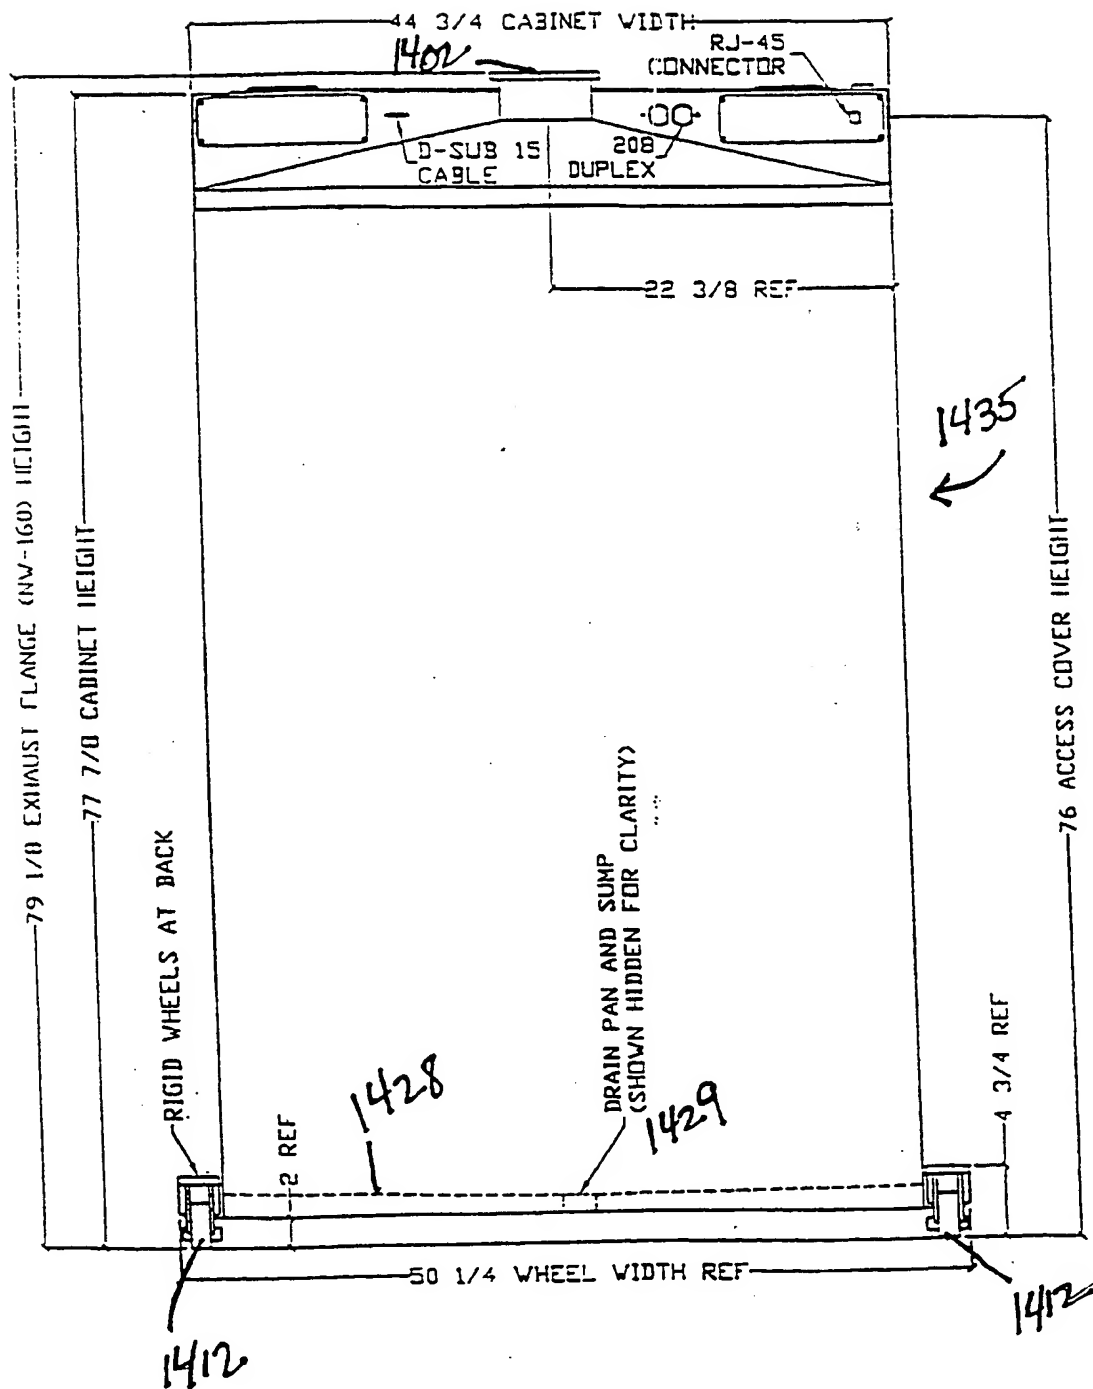 44 3/4 CABINET WIDTH
1402
RJ-45
CONNECTOR
D-SUB 15
CABLE
208
DUPLEX
22 3/8 REF
1435
79 1/8 EXHAUST FLANGE (NW-160) HEIGHT
77 7/8 CABINET HEIGHT
76 ACCESS COVER HEIGHT
RIGID WHEELS AT BACK
1428
2 REF
DRAIN PAN AND SUMP
(SHOWN HIDDEN FOR CLARITY)
1429
4 3/4 REF
50 1/4 WHEEL WIDTH REF
1412
1412